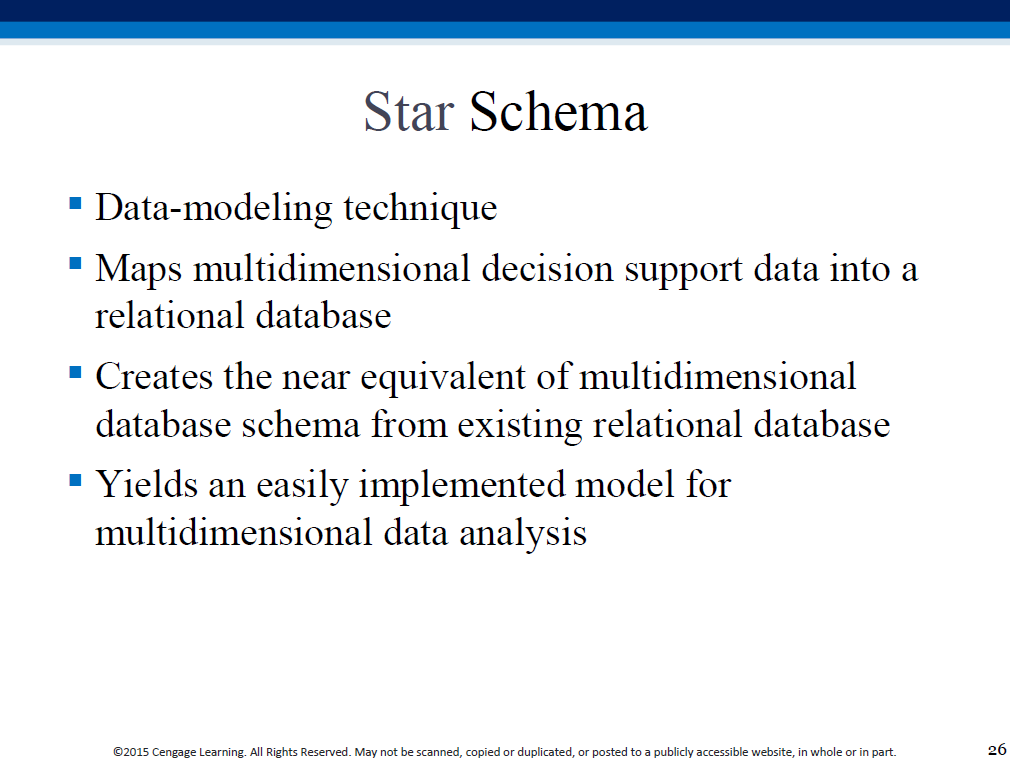 Star Schema
Data-modeling technique
Maps multidimensional decision support data into a
relational database
Creates the near equivalent of multidimensional
database schema from existing relational database
Yields an easily implemented model for
multidimensional data analysis
©2015 Cengage Learning. All Rights Reserved. May not be scanned, copied or duplicated, or posted to a publicly accessible website, in whole or in part.
26